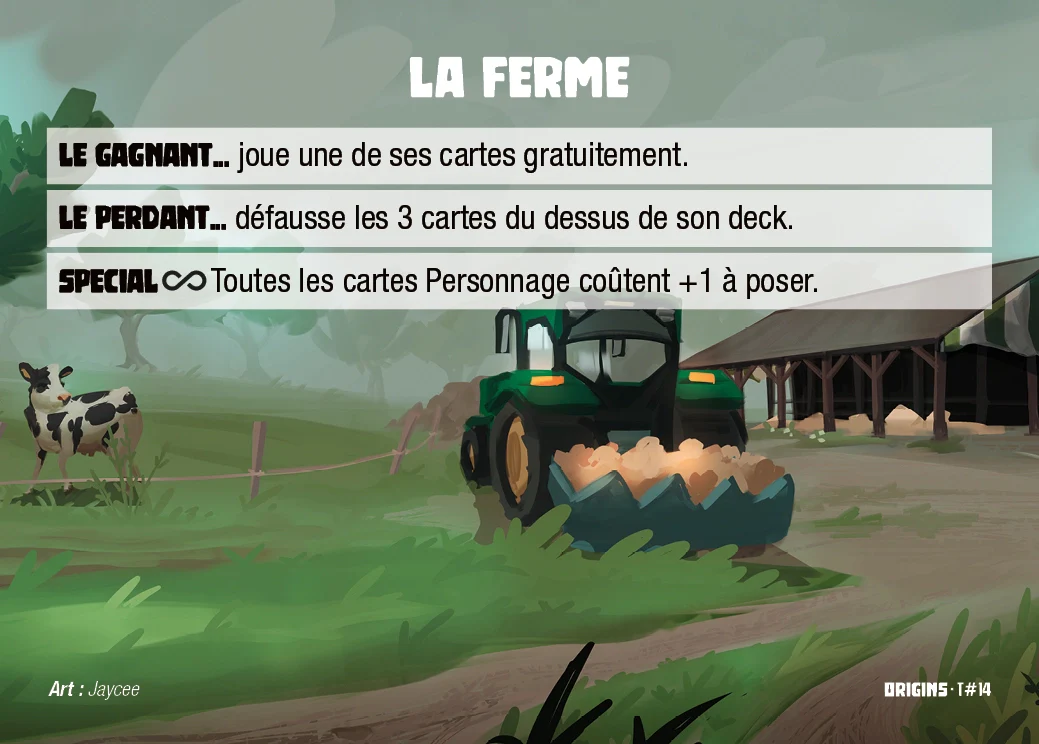 LA FERME
LE GAGNANT... joue une de ses cartes gratuitement.
LE PERDANT... défausse les 3 cartes du dessus de son deck.
SPECIAL ∞ Toutes les cartes Personnage coûtent +1 à poser.
Art : Jaycee
ORIGINS · T#14